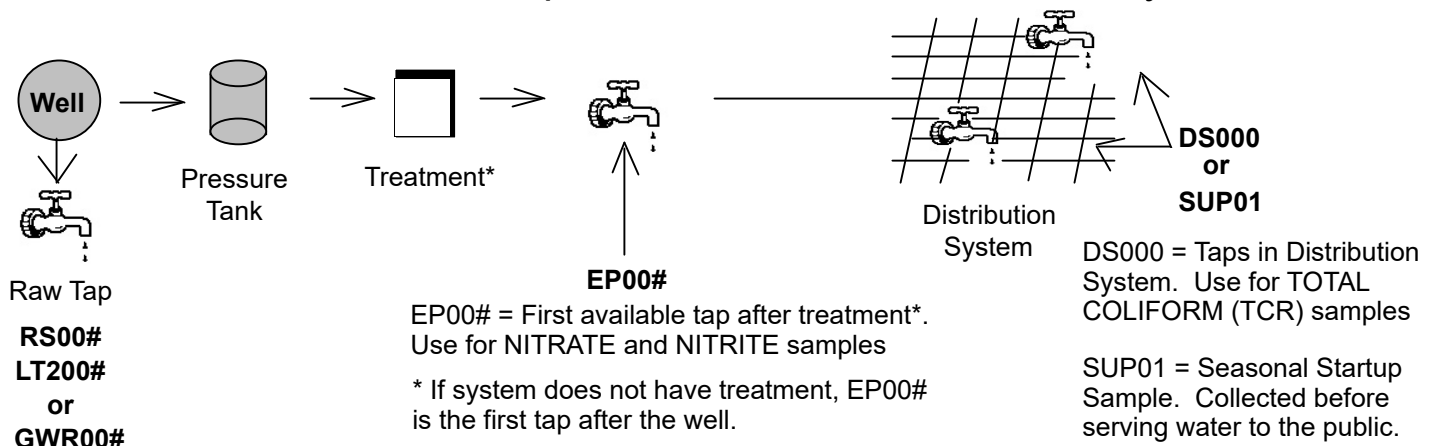 Well
Pressure
Tank
Treatment*
Raw Tap
RS00#
LT200#
or
GWR00#
EP00#
EP00# = First available tap after treatment*.
Use for NITRATE and NITRITE samples
* If system does not have treatment, EP00#
is the first tap after the well.
Distribution
System
DS000
or
SUP01
DS000 = Taps in Distribution
System. Use for TOTAL
COLIFORM (TCR) samples
SUP01 = Seasonal Startup
Sample. Collected before
serving water to the public.